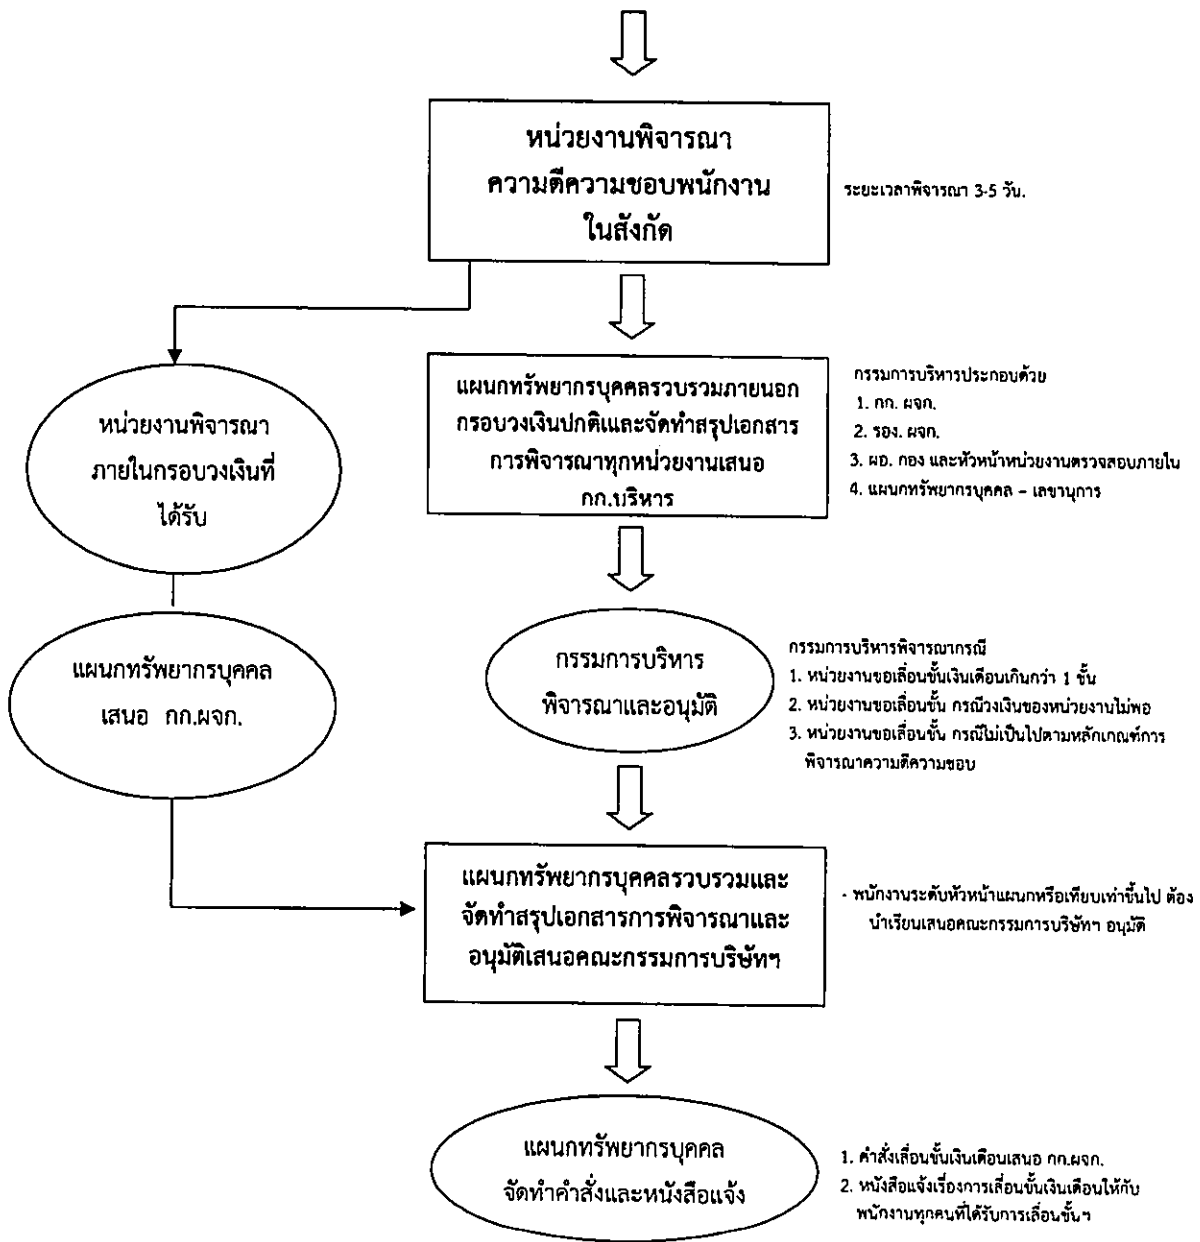 หน่วยงานพิจารณา
ความดีความชอบพนักงาน
ในสังกัด
ระยะเวลาพิจารณา 3-5 วัน.
หน่วยงานพิจารณา
ภายในกรอบวงเงินที่
ได้รับ
แผนกทรัพยากรบุคคลรวบรวมภายนอก
กรอบวงเงินปกติและจัดทำสรุปเอกสาร
การพิจารณาทุกหน่วยงานเสนอ
กก.บริหาร
กรรมการบริหารประกอบด้วย
1. กก. ผจก.
2. รอง. ผจก.
3. ผอ. กอง และหัวหน้าหน่วยงานตรวจสอบภายใน
4. แผนกทรัพยากรบุคคล – เลขานุการ
แผนกทรัพยากรบุคคล
เสนอ กก.ผจก.
กรรมการบริหาร
พิจารณาและอนุมัติ
กรรมการบริหารพิจารณากรณี
1. หน่วยงานขอเลื่อนขั้นเงินเดือนเกินกว่า 1 ขั้น
2. หน่วยงานขอเลื่อนขั้น กรณีวงเงินของหน่วยงานไม่พอ
3. หน่วยงานขอเลื่อนขั้น กรณีไม่เป็นไปตามหลักเกณฑ์การ
พิจารณาความดีความชอบ
แผนกทรัพยากรบุคคลรวบรวมและ
จัดทำสรุปเอกสารการพิจารณาและ
อนุมัติเสนอคณะกรรมการบริษัทฯ
- พนักงานระดับหัวหน้าแผนกหรือเทียบเท่าขึ้นไป ต้อง
นำเรียนเสนอคณะกรรมการบริษัทฯ อนุมัติ
แผนกทรัพยากรบุคคล
จัดทำคำสั่งและหนังสือแจ้ง
1. คำสั่งเลื่อนขั้นเงินเดือนเสนอ กก.ผจก.
2. หนังสือแจ้งเรื่องการเลื่อนขั้นเงินเดือนให้กับ
พนักงานทุกคนที่ได้รับการเลื่อนขั้นฯ